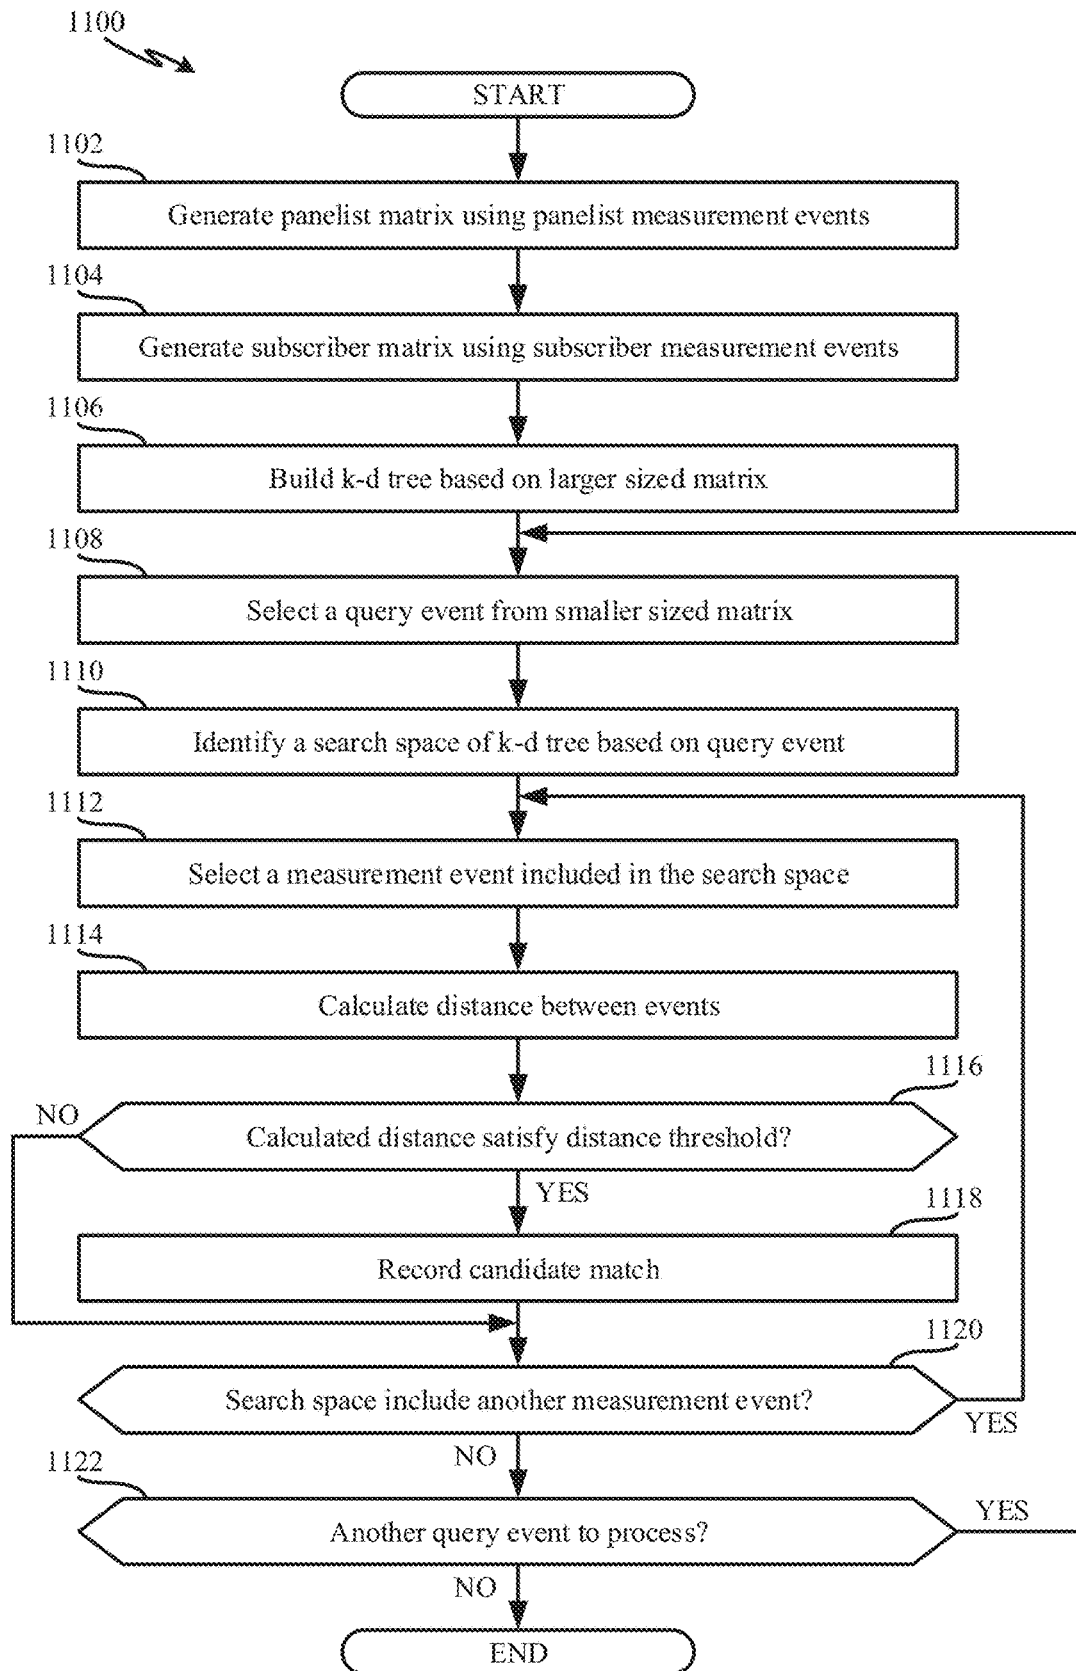 1100
START
1102
Generate panelist matrix using panelist measurement events
1104
Generate subscriber matrix using subscriber measurement events
1106
Build k-d tree based on larger sized matrix
1108
Select a query event from smaller sized matrix
1110
Identify a search space of k-d tree based on query event
1112
Select a measurement event included in the search space
1114
Calculate distance between events
1116
NO
Calculated distance satisfy distance threshold?
YES
1118
Record candidate match
1120
Search space include another measurement event?
YES
NO
1122
Another query event to process?
YES
NO
END